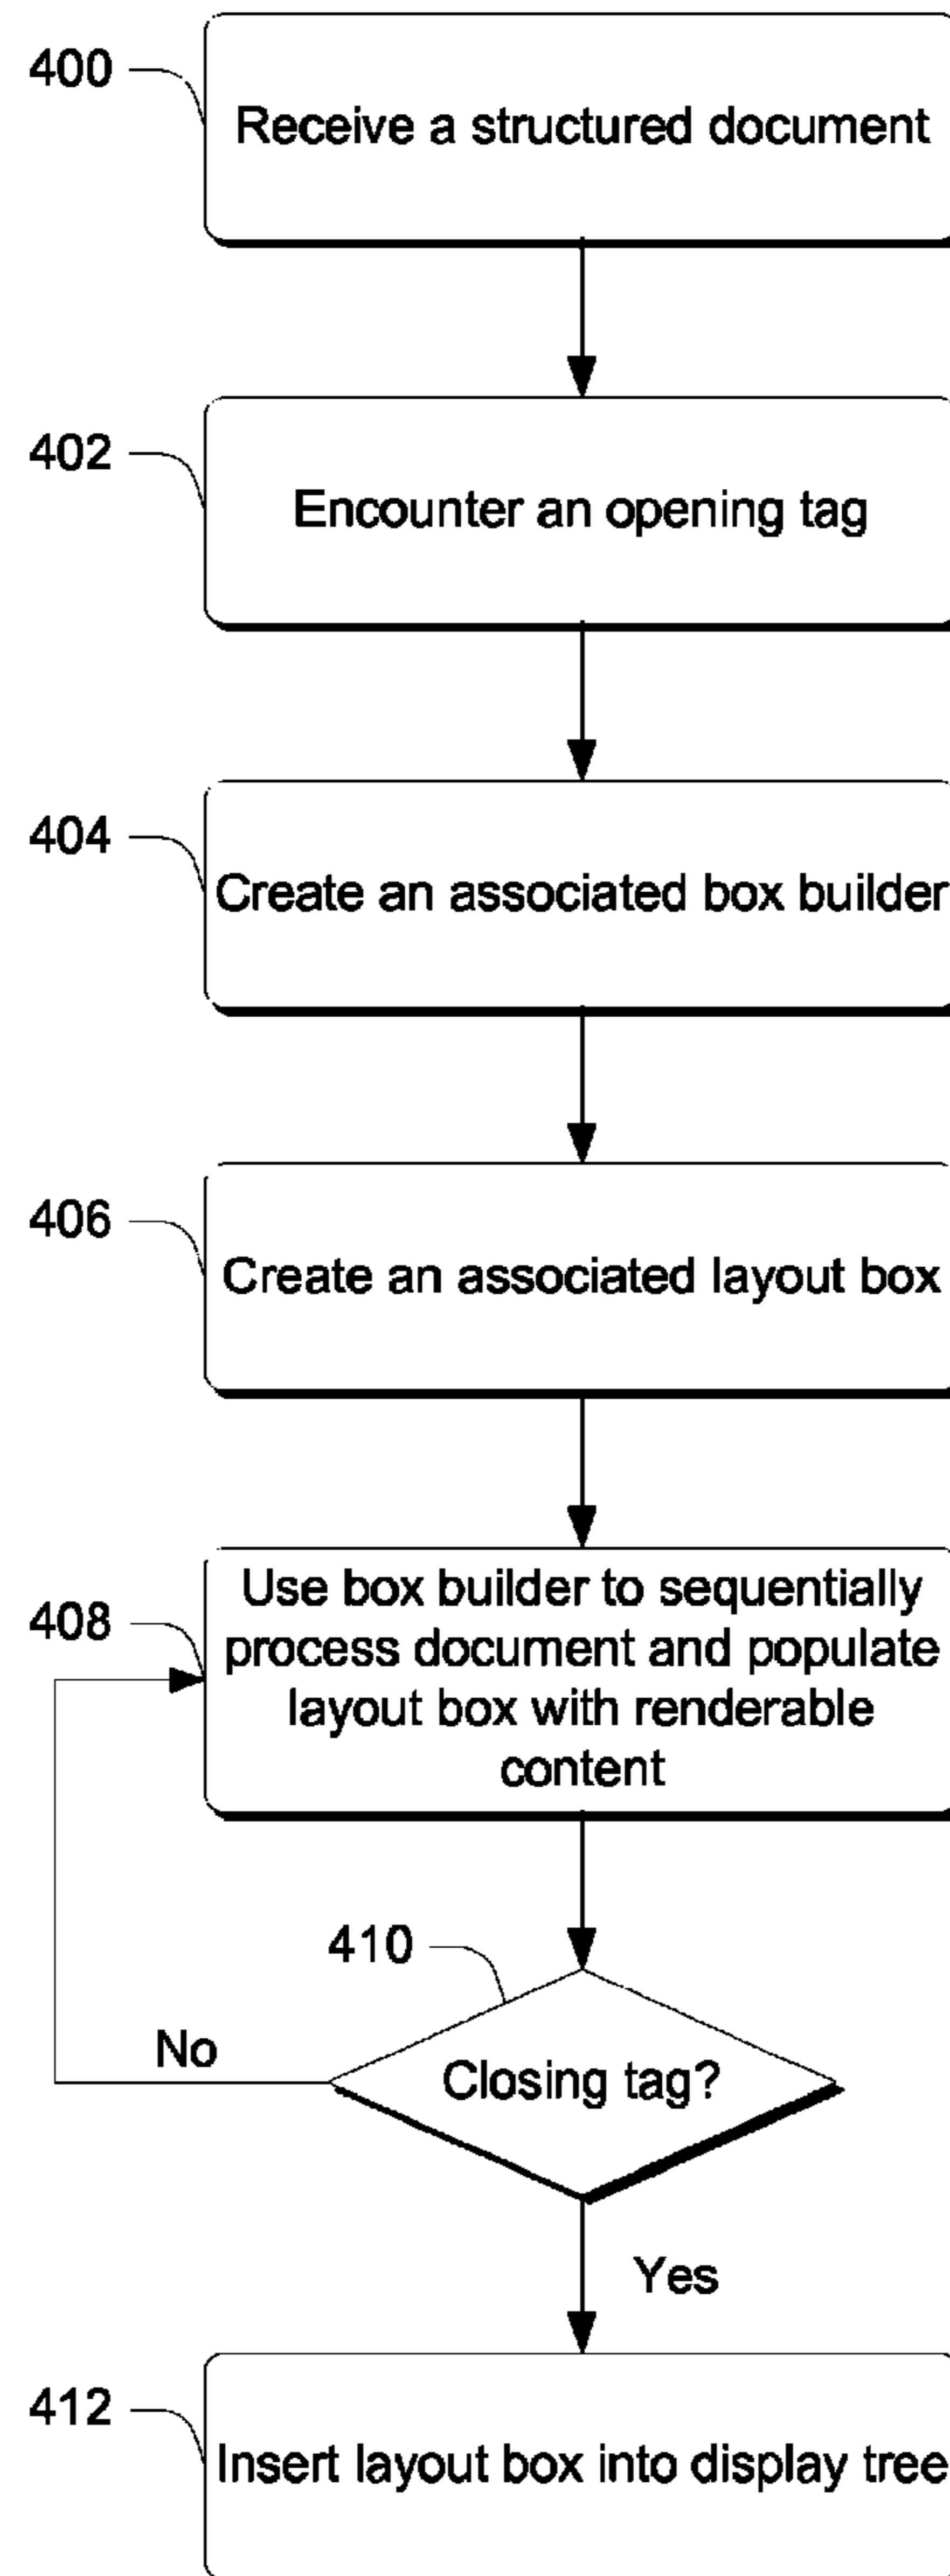 400
Receive a structured document
402
Encounter an opening tag
404
Create an associated box builder
406
Create an associated layout box
408
Use box builder to sequentially
process document and populate
layout box with renderable
content
410
Closing tag?
No
Yes
412
Insert layout box into display tree